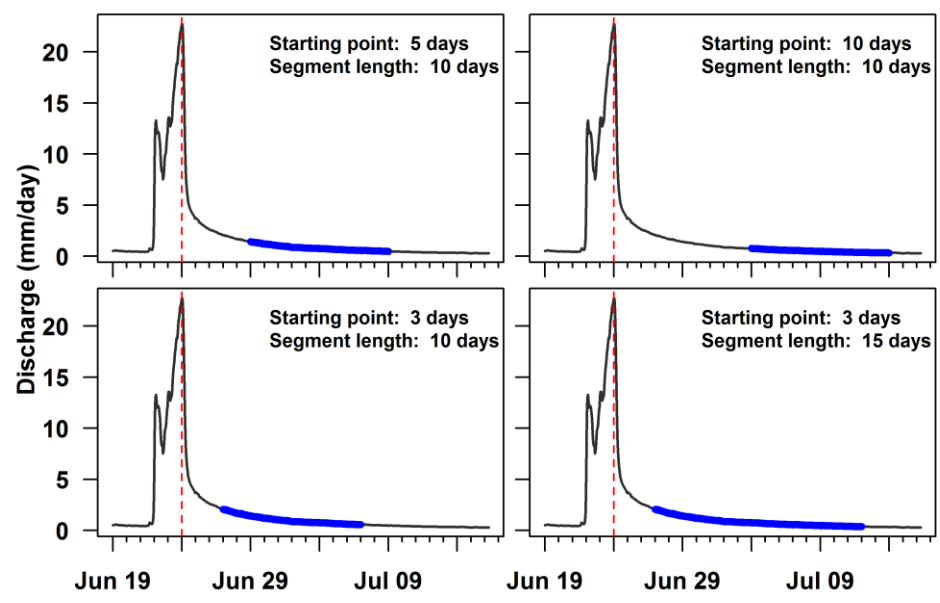 Starting point: 5 days
Segment length: 10 days
Starting point: 10 days
Segment length: 10 days
20
15
10
5
0
Discharge (mm/day)
Starting point: 3 days
Segment length: 10 days
Starting point: 3 days
Segment length: 15 days
20
15
10
5
0
Jun 19 Jun 29 Jul 09
Jun 19 Jun 29 Jul 09